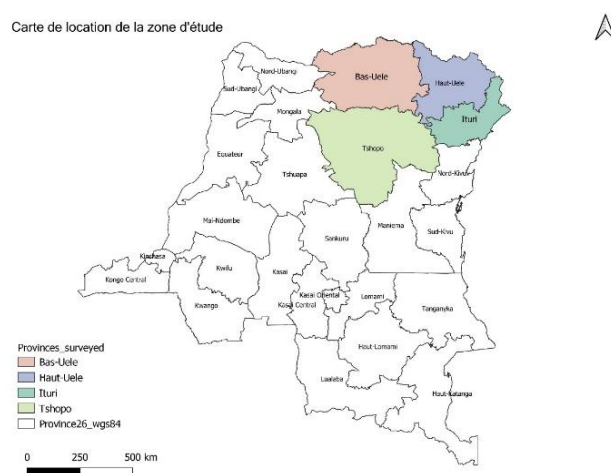 Carte de location de la zone d'étude
Nord-Ubangi
Sud-Ubangi
Bas-Uele
Haut-Uele
Mongala
Ituri
Equateur
Tshopo
Tshuapa
Nord-Kivu
Mai-Ndombe
Maniema
Sankuru
Sud-Kivu
Kinshasa
Kongo Central
Kwilu
Kasai
Kasai Oriental
Lomami
Kwango
Kasai Central
Tanganyka
Haut-Lomami
Lualaba
Haut-Katanga
Provinces_surveyed
Bas-Uele
Haut-Uele
Ituri
Tshopo
Province26_wgs84
0 250 500 km